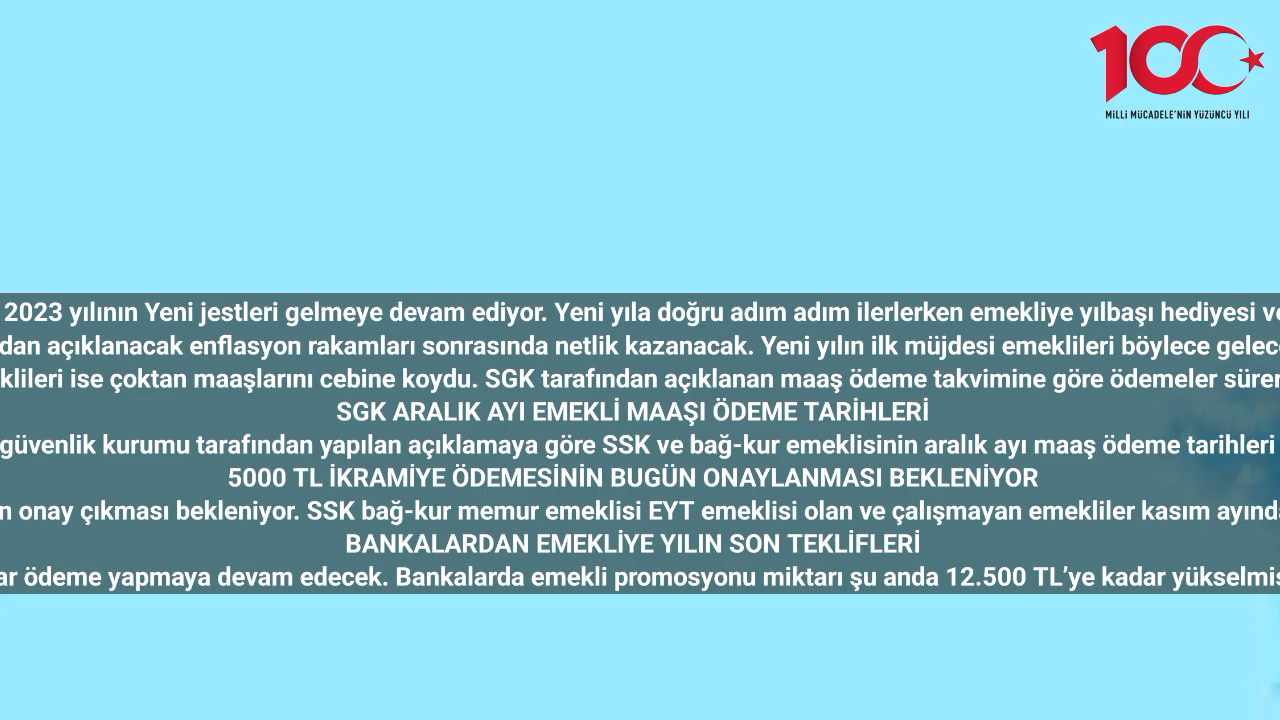 100
MİLLİ MÜCADELE'NİN YÜZÜNCÜ YILI
2023 yılının Yeni jestleri gelmeye devam ediyor. Yeni yıla doğru adım adım ilerlerken emekliye yılbaşı hediyesi ve
dan açıklanacak enflasyon rakamları sonrasında netlik kazanacak. Yeni yılın ilk müjdesi emeklileri böylece gelece
klileri ise çoktan maaşlarını cebine koydu. SGK tarafından açıklanan maaş ödeme takvimine göre ödemeler süren
SGK ARALIK AYI EMEKLİ MAAŞI ÖDEME TARİHLERİ
güvenlik kurumu tarafından yapılan açıklamaya göre SSK ve bağ-kur emeklisinin aralık ayı maaş ödeme tarihleri
5000 TL İKRAMİYE ÖDEMESİNİN BUGÜN ONAYLANMASI BEKLENİYOR
n onay çıkması bekleniyor. SSK bağ-kur memur emeklisi EYT emeklisi olan ve çalışmayan emekliler kasım ayında
BANKALARDAN EMEKLİYE YILIN SON TEKLİFLERİ
ar ödeme yapmaya devam edecek. Bankalarda emekli promosyonu miktarı şu anda 12.500 TL’ye kadar yükselmiş